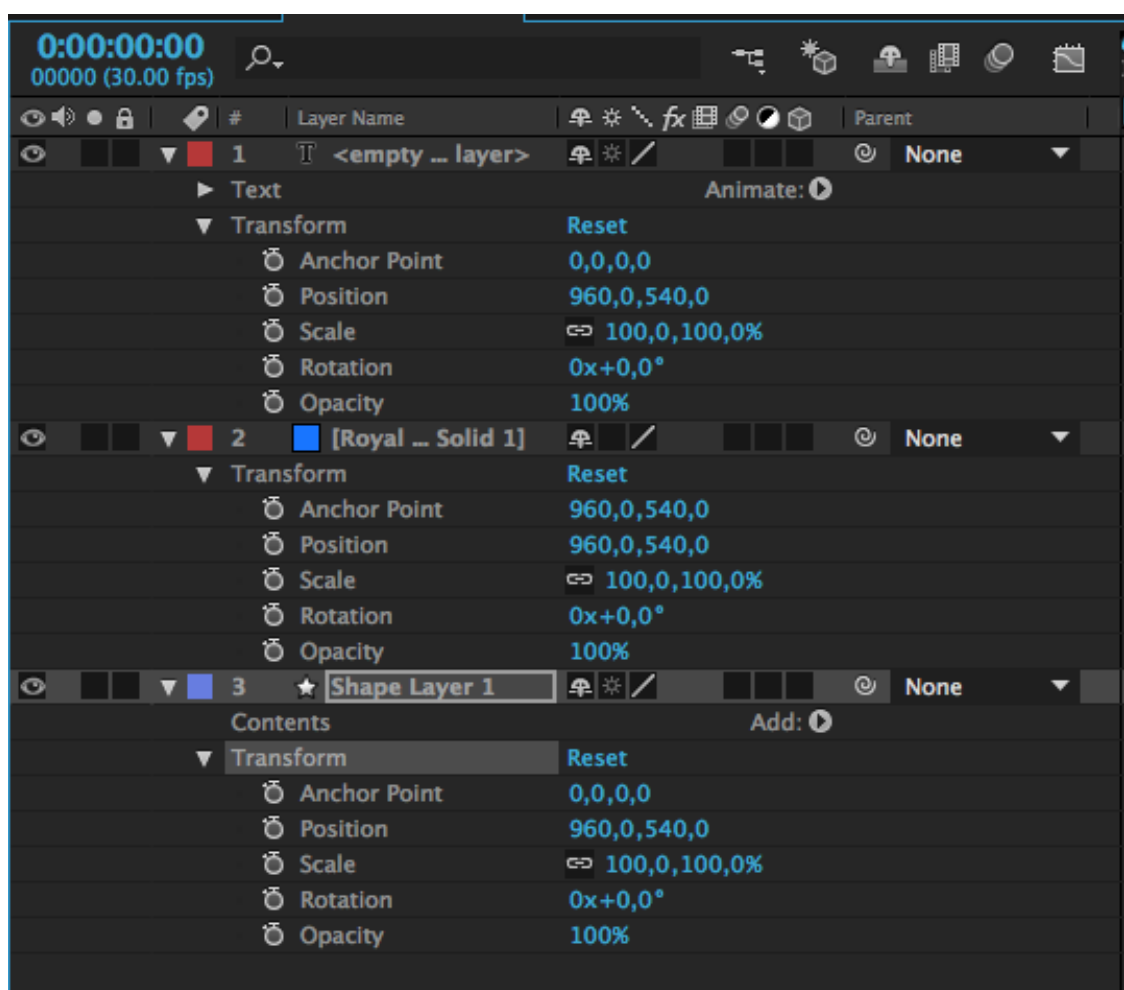 0:00:00:00
00000 (30.00 fps)
# Layer Name fx Parent
1 T <empty ... layer> None
Text Animate:
Transform Reset
Anchor Point 0,0,0,0
Position 960,0,540,0
Scale 100,0,100,0%
Rotation 0x+0,0°
Opacity 100%
2 [Royal ... Solid 1] None
Transform Reset
Anchor Point 960,0,540,0
Position 960,0,540,0
Scale 100,0,100,0%
Rotation 0x+0,0°
Opacity 100%
3 Shape Layer 1 None
Contents Add:
Transform Reset
Anchor Point 0,0,0,0
Position 960,0,540,0
Scale 100,0,100,0%
Rotation 0x+0,0°
Opacity 100%